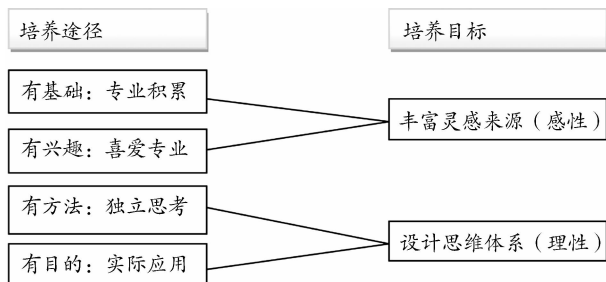 培养途径
培养目标
有基础：专业积累
有兴趣：喜爱专业
丰富灵感来源（感性）
有方法：独立思考
有目的：实际应用
设计思维体系（理性）